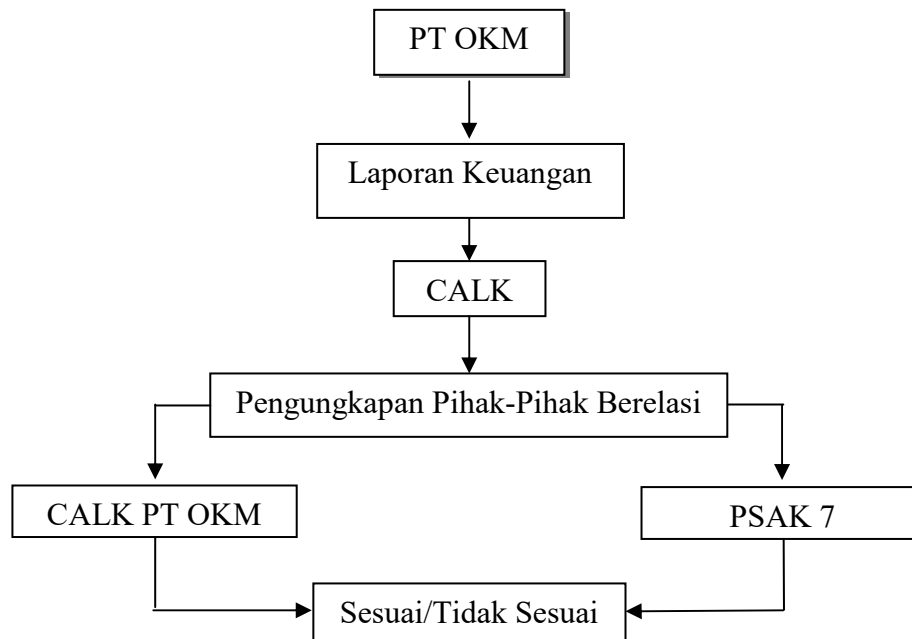 PT OKM
Laporan Keuangan
CALK
Pengungkapan Pihak-Pihak Berelasi
CALK PT OKM
PSAK 7
Sesuai/Tidak Sesuai